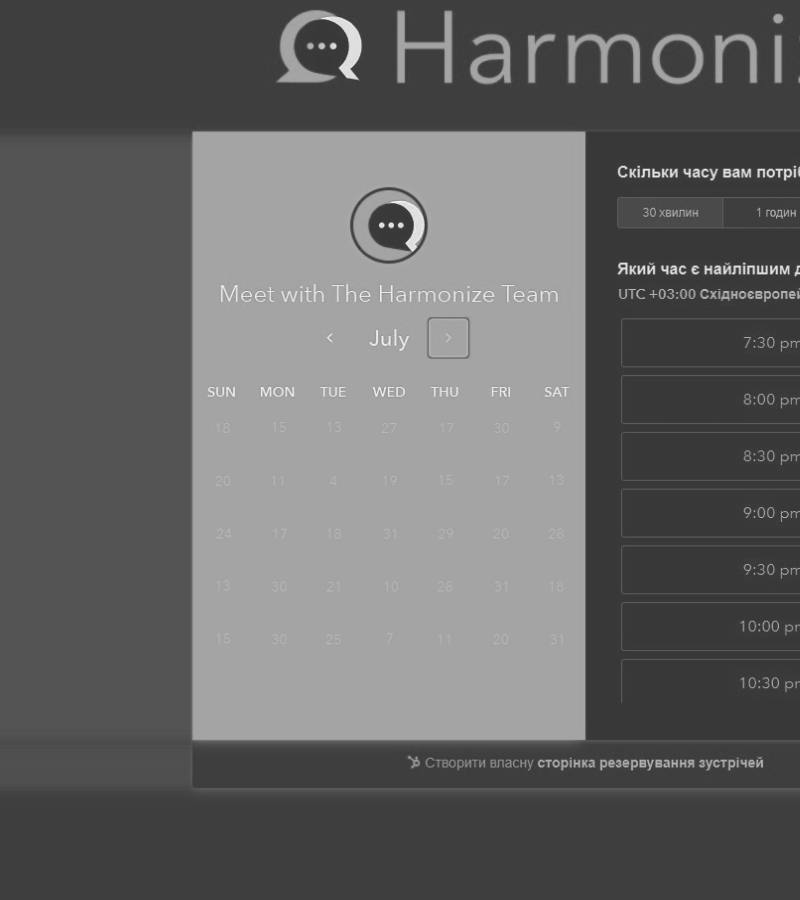 Harmoniz
Meet with The Harmonize Team
July
SUN MON TUE WED THU FRI SAT
18 15 13 27 17 30 9
20 11 4 19 15 17 13
24 17 18 31 29 20 28
13 30 21 10 28 31 18
15 30 25 7 11 20 31
Скільки часу вам потріб
30 хвилин 1 годин
Який час є найліпшим д
UTC +03:00 Східноєвропей
7:30 pm
8:00 pm
8:30 pm
9:00 pm
9:30 pm
10:00 pm
10:30 pm
Створити власну сторінка резервування зустрічей